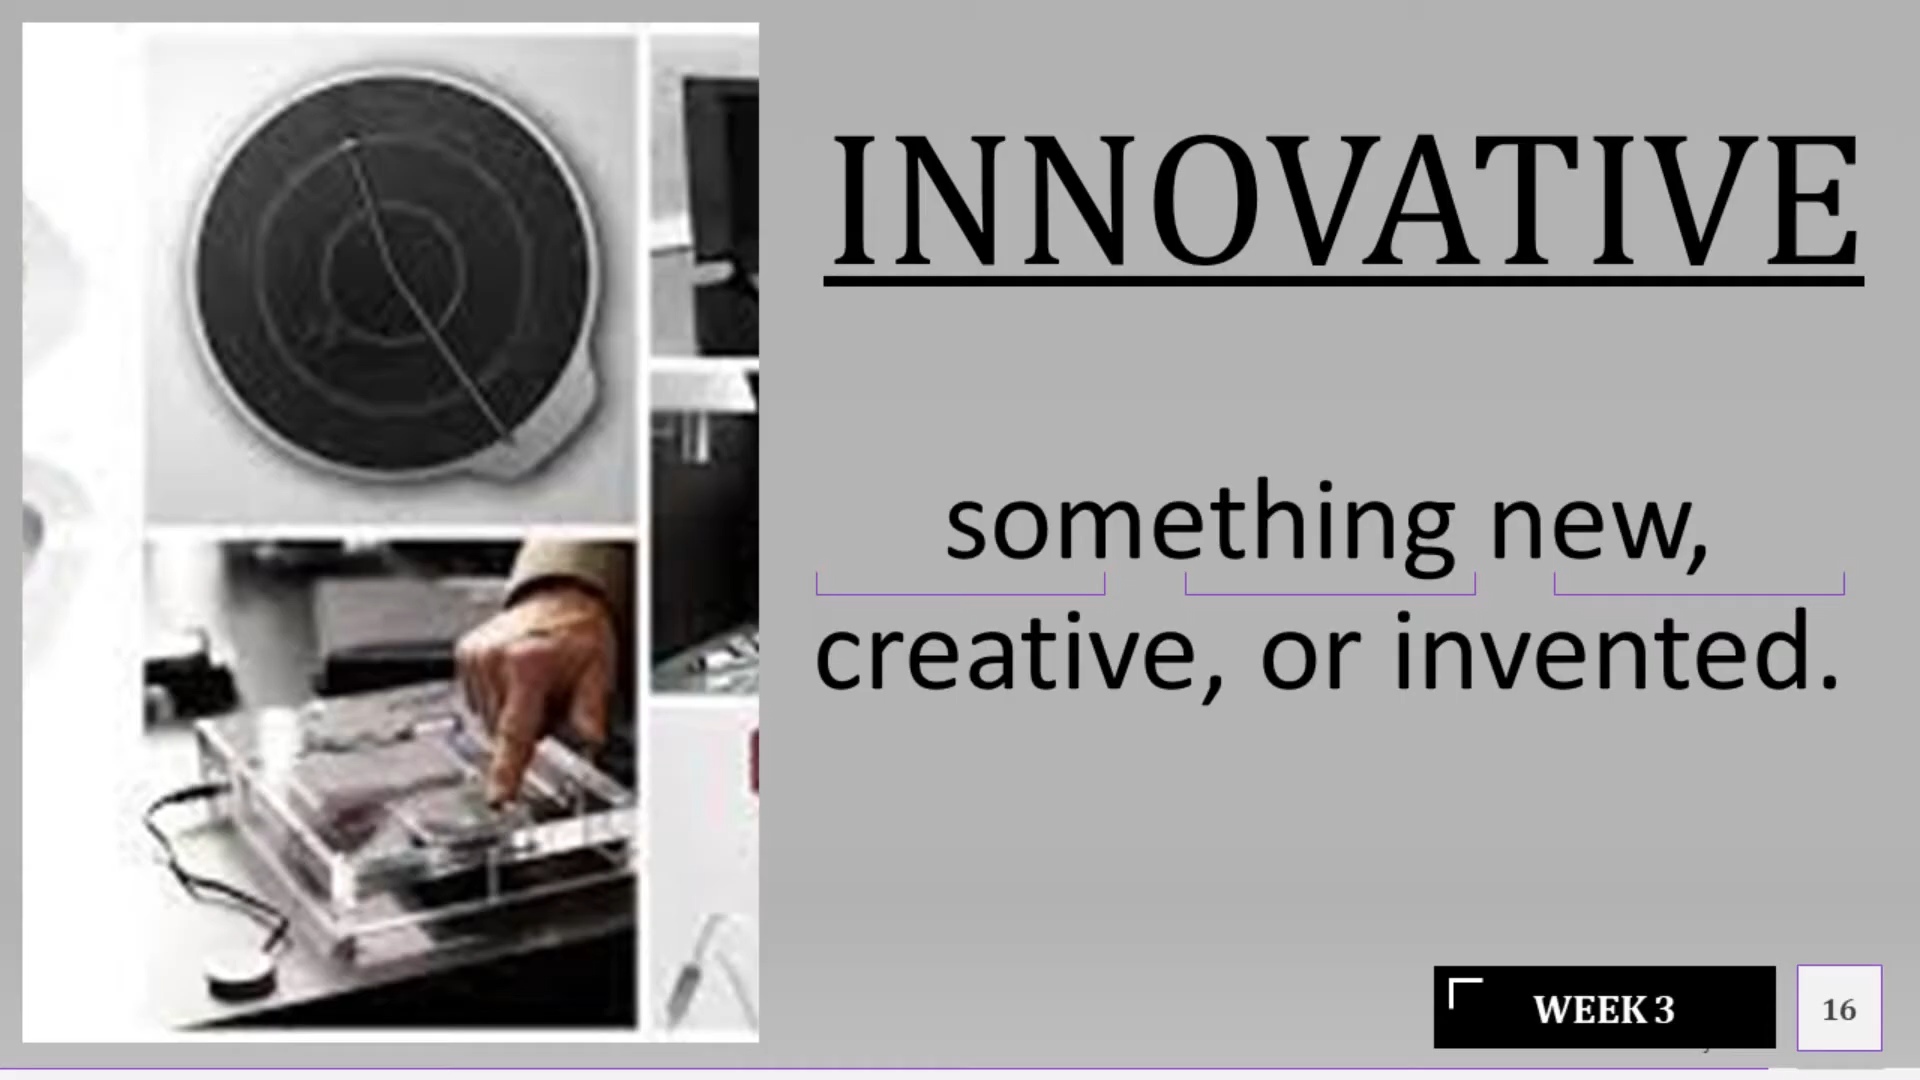 INNOVATIVE
something new,
creative, or invented.
WEEK 3
16